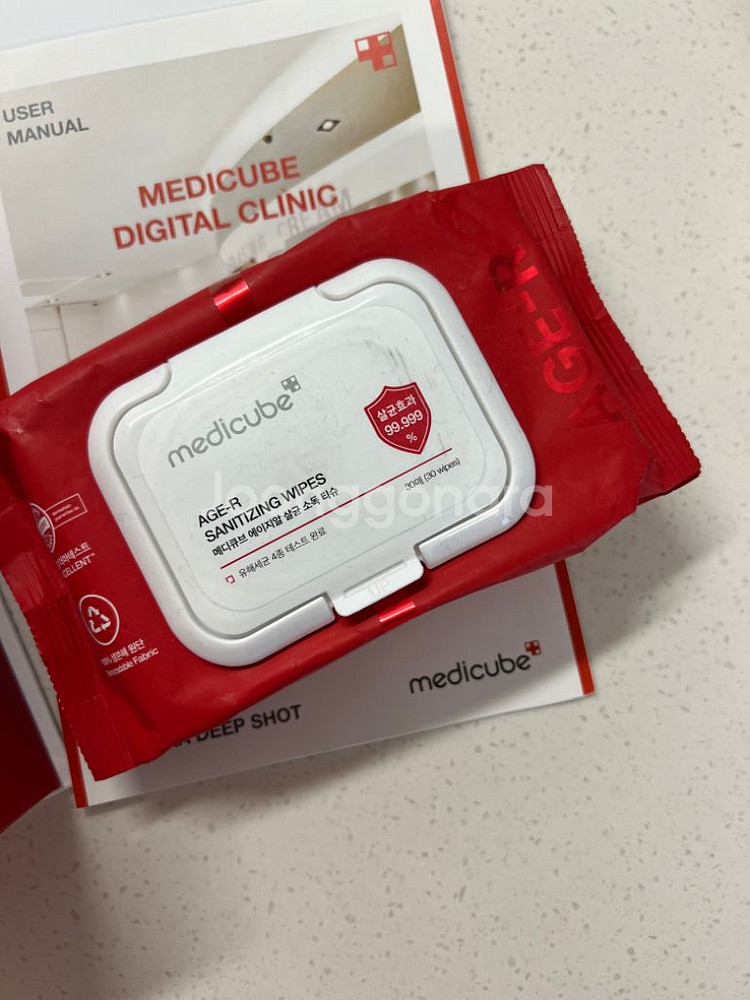 USER
MANUAL
MEDICUBE
DIGITAL CLINIC
CREAM
AGE-R
medicube
살균효과
99.999
%
AGE-R
SANITIZING WIPES
메디큐브 에이지알 살균 소독 티슈
30매 (30 wipes)
유해세균 4종 테스트 완료
joonggonara
UP
medicube
DEEP SHOT